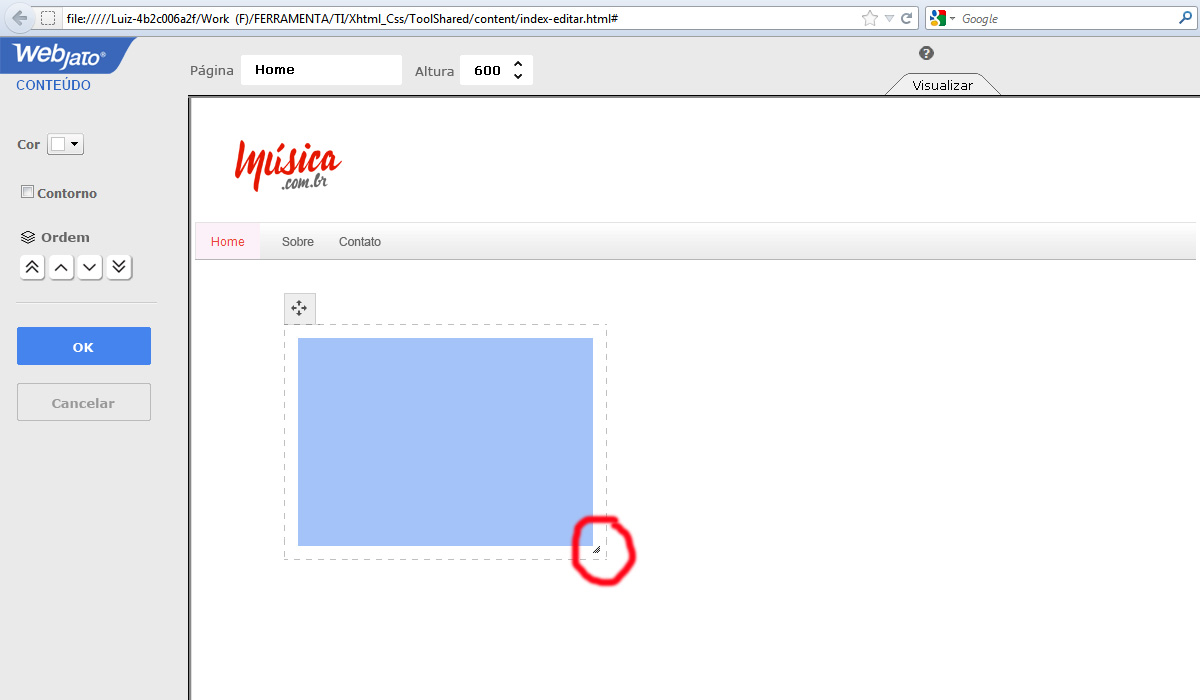 file://///Luiz-4b2c006a2f/Work (F)/FERRAMENTA/TI/Xhtml_Css/ToolShared/content/index-editar.html#
Google
Webjato®
CONTEÚDO
Página Home
Altura 600
?
Visualizar
Cor
Contorno
Ordem
OK
Cancelar
Música
.com.br
Home Sobre Contato